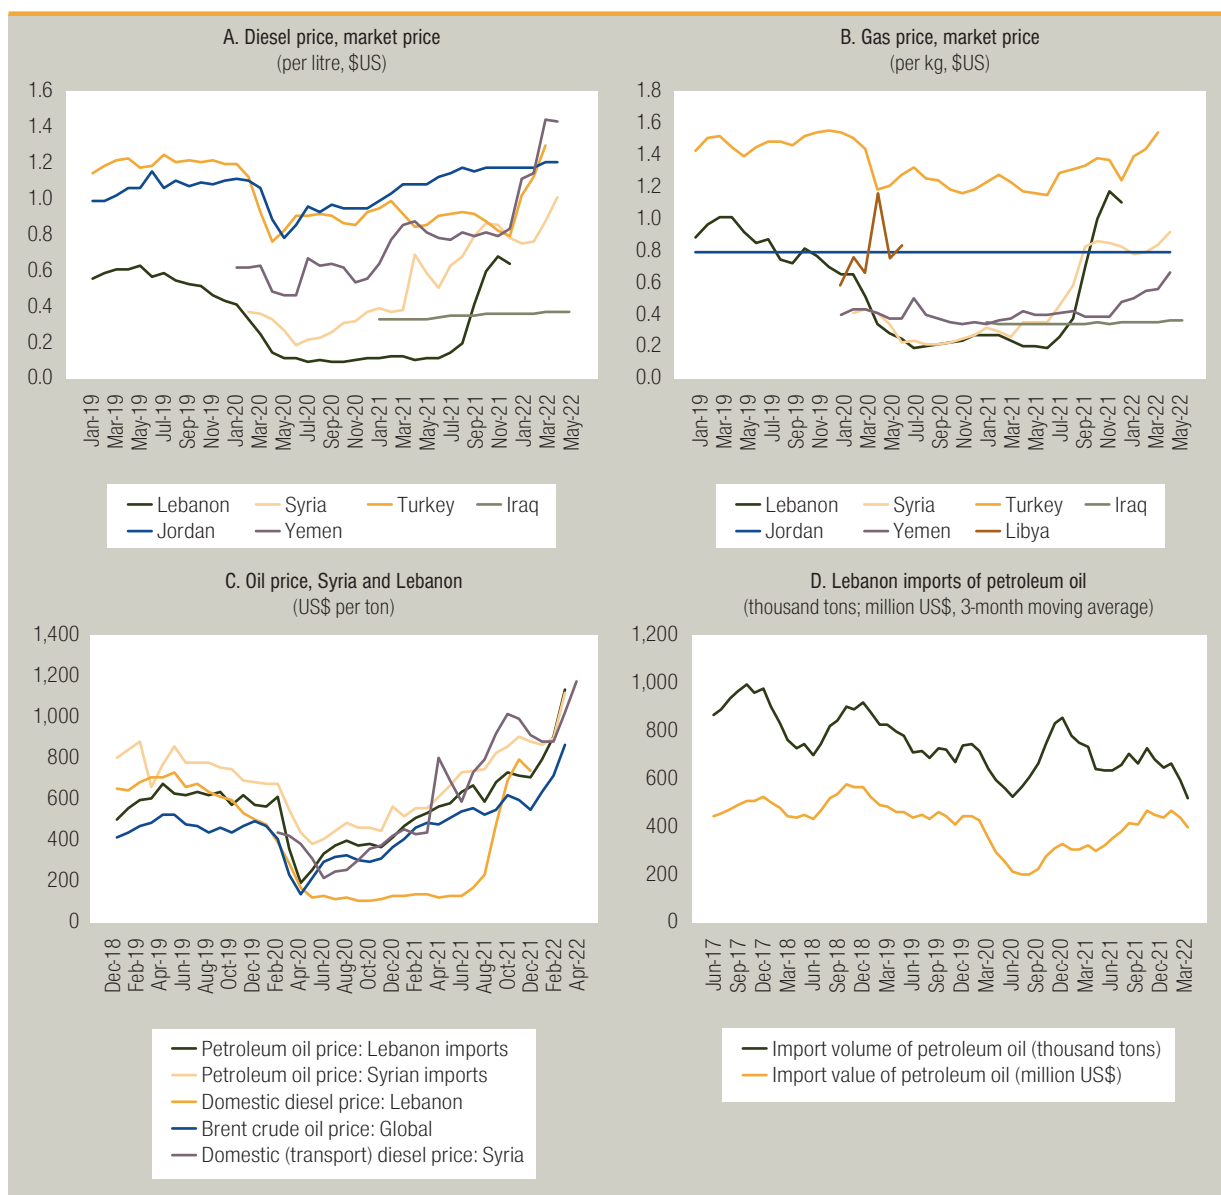 A. Diesel price, market price
(per litre, $US)
1.6
1.4
1.2
1.0
0.8
0.6
0.4
0.2
0.0
Jan-19
Mar-19
May-19
Jul-19
Sep-19
Nov-19
Jan-20
Mar-20
May-20
Jul-20
Sep-20
Nov-20
Jan-21
Mar-21
May-21
Jul-21
Sep-21
Nov-21
Jan-22
Mar-22
May-22
Lebanon Syria Turkey Iraq
Jordan Yemen
B. Gas price, market price
(per kg, $US)
1.8
1.6
1.4
1.2
1.0
0.8
0.6
0.4
0.2
0.0
Jan-19
Mar-19
May-19
Jul-19
Sep-19
Nov-19
Jan-20
Mar-20
May-20
Jul-20
Sep-20
Nov-20
Jan-21
Mar-21
May-21
Jul-21
Sep-21
Nov-21
Jan-22
Mar-22
May-22
Lebanon Syria Turkey Iraq
Jordan Yemen Libya
C. Oil price, Syria and Lebanon
(US$ per ton)
1,400
1,200
1,000
800
600
400
200
0
Dec-18
Feb-19
Apr-19
Jun-19
Aug-19
Oct-19
Dec-19
Feb-20
Apr-20
Jun-20
Aug-20
Oct-20
Dec-20
Feb-21
Apr-21
Jun-21
Aug-21
Oct-21
Dec-21
Feb-22
Apr-22
Petroleum oil price: Lebanon imports
Petroleum oil price: Syrian imports
Domestic diesel price: Lebanon
Brent crude oil price: Global
Domestic (transport) diesel price: Syria
D. Lebanon imports of petroleum oil
(thousand tons; million US$, 3-month moving average)
1,200
1,000
800
600
400
200
0
Jun-17
Sep-17
Dec-17
Mar-18
Jun-18
Sep-18
Dec-18
Mar-19
Jun-19
Sep-19
Dec-19
Mar-20
Jun-20
Sep-20
Dec-20
Mar-21
Jun-21
Sep-21
Dec-21
Mar-22
Import volume of petroleum oil (thousand tons)
Import value of petroleum oil (million US$)